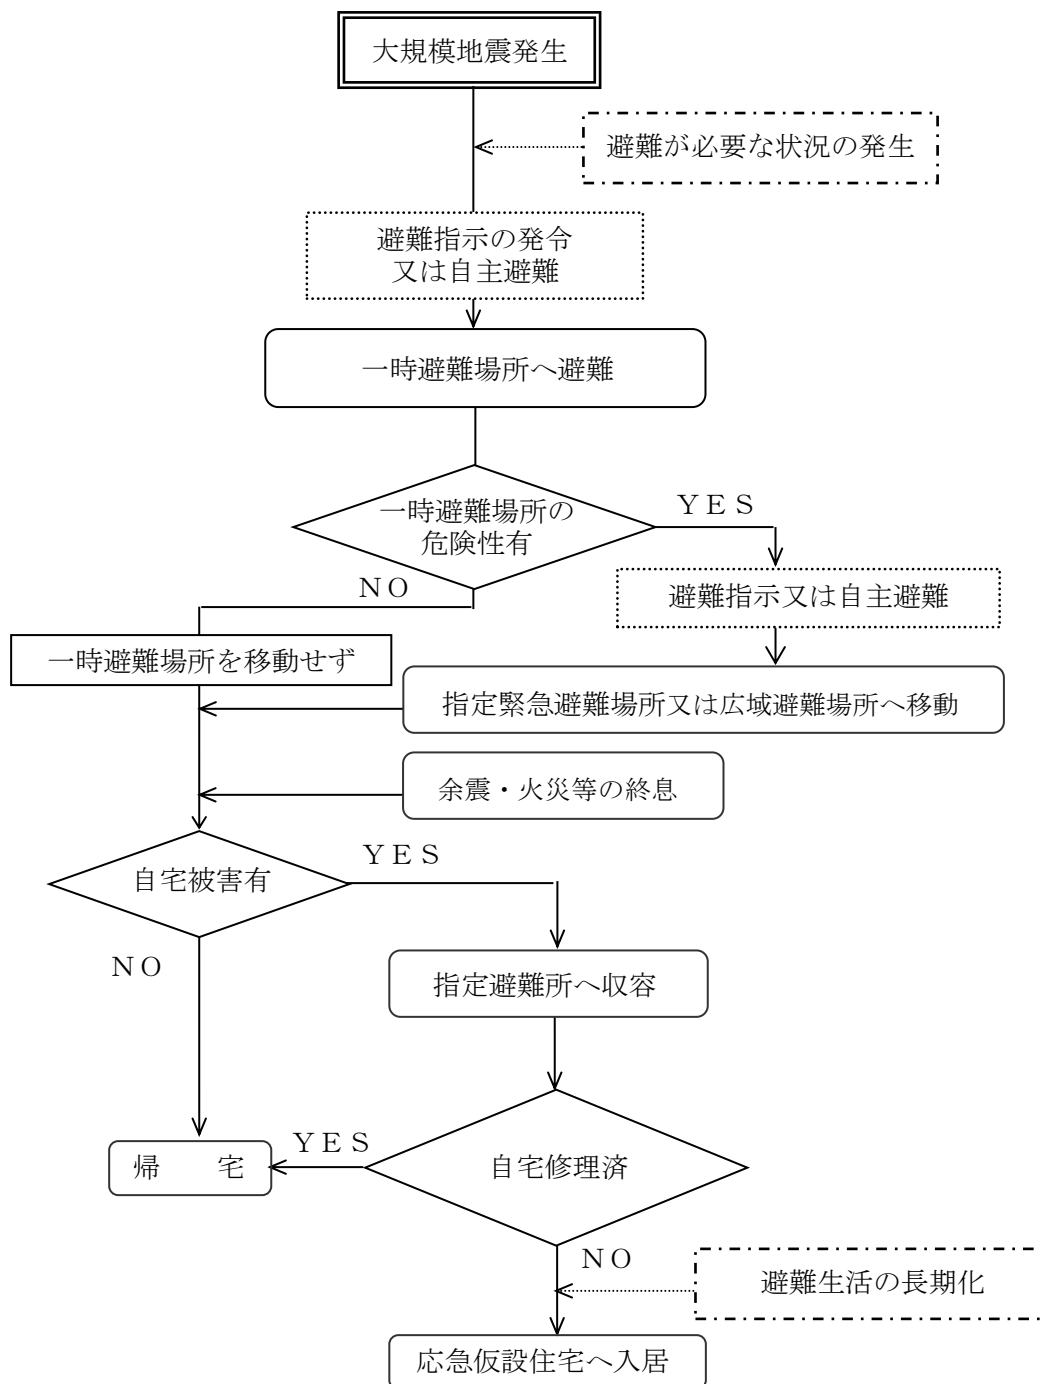 大規模地震発生
避難が必要な状況の発生
避難指示の発令
又は自主避難
一時避難場所へ避難
一時避難場所の
危険性有
ＹＥＳ
ＮＯ
避難指示又は自主避難
一時避難場所を移動せず
指定緊急避難場所又は広域避難場所へ移動
余震・火災等の終息
自宅被害有
ＹＥＳ
ＮＯ
指定避難所へ収容
帰　　宅
ＹＥＳ
自宅修理済
ＮＯ
避難生活の長期化
応急仮設住宅へ入居